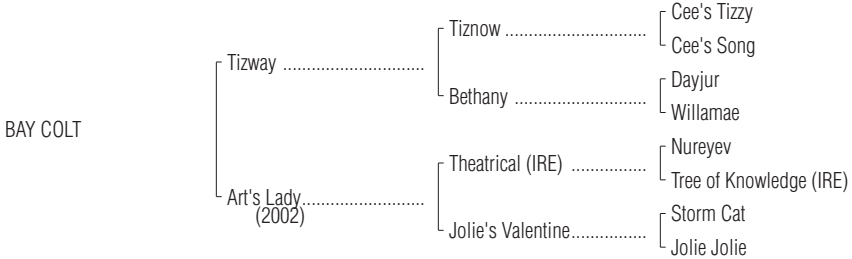 Cee's Tizzy
Tiznow ..............................
Cee's Song
Tizway ..............................
Dayjur
Bethany ............................
Willamae
BAY COLT
Nureyev
Theatrical (IRE) ................
Tree of Knowledge (IRE)
Art's Lady..........................
(2002)
Storm Cat
Jolie's Valentine................
Jolie Jolie